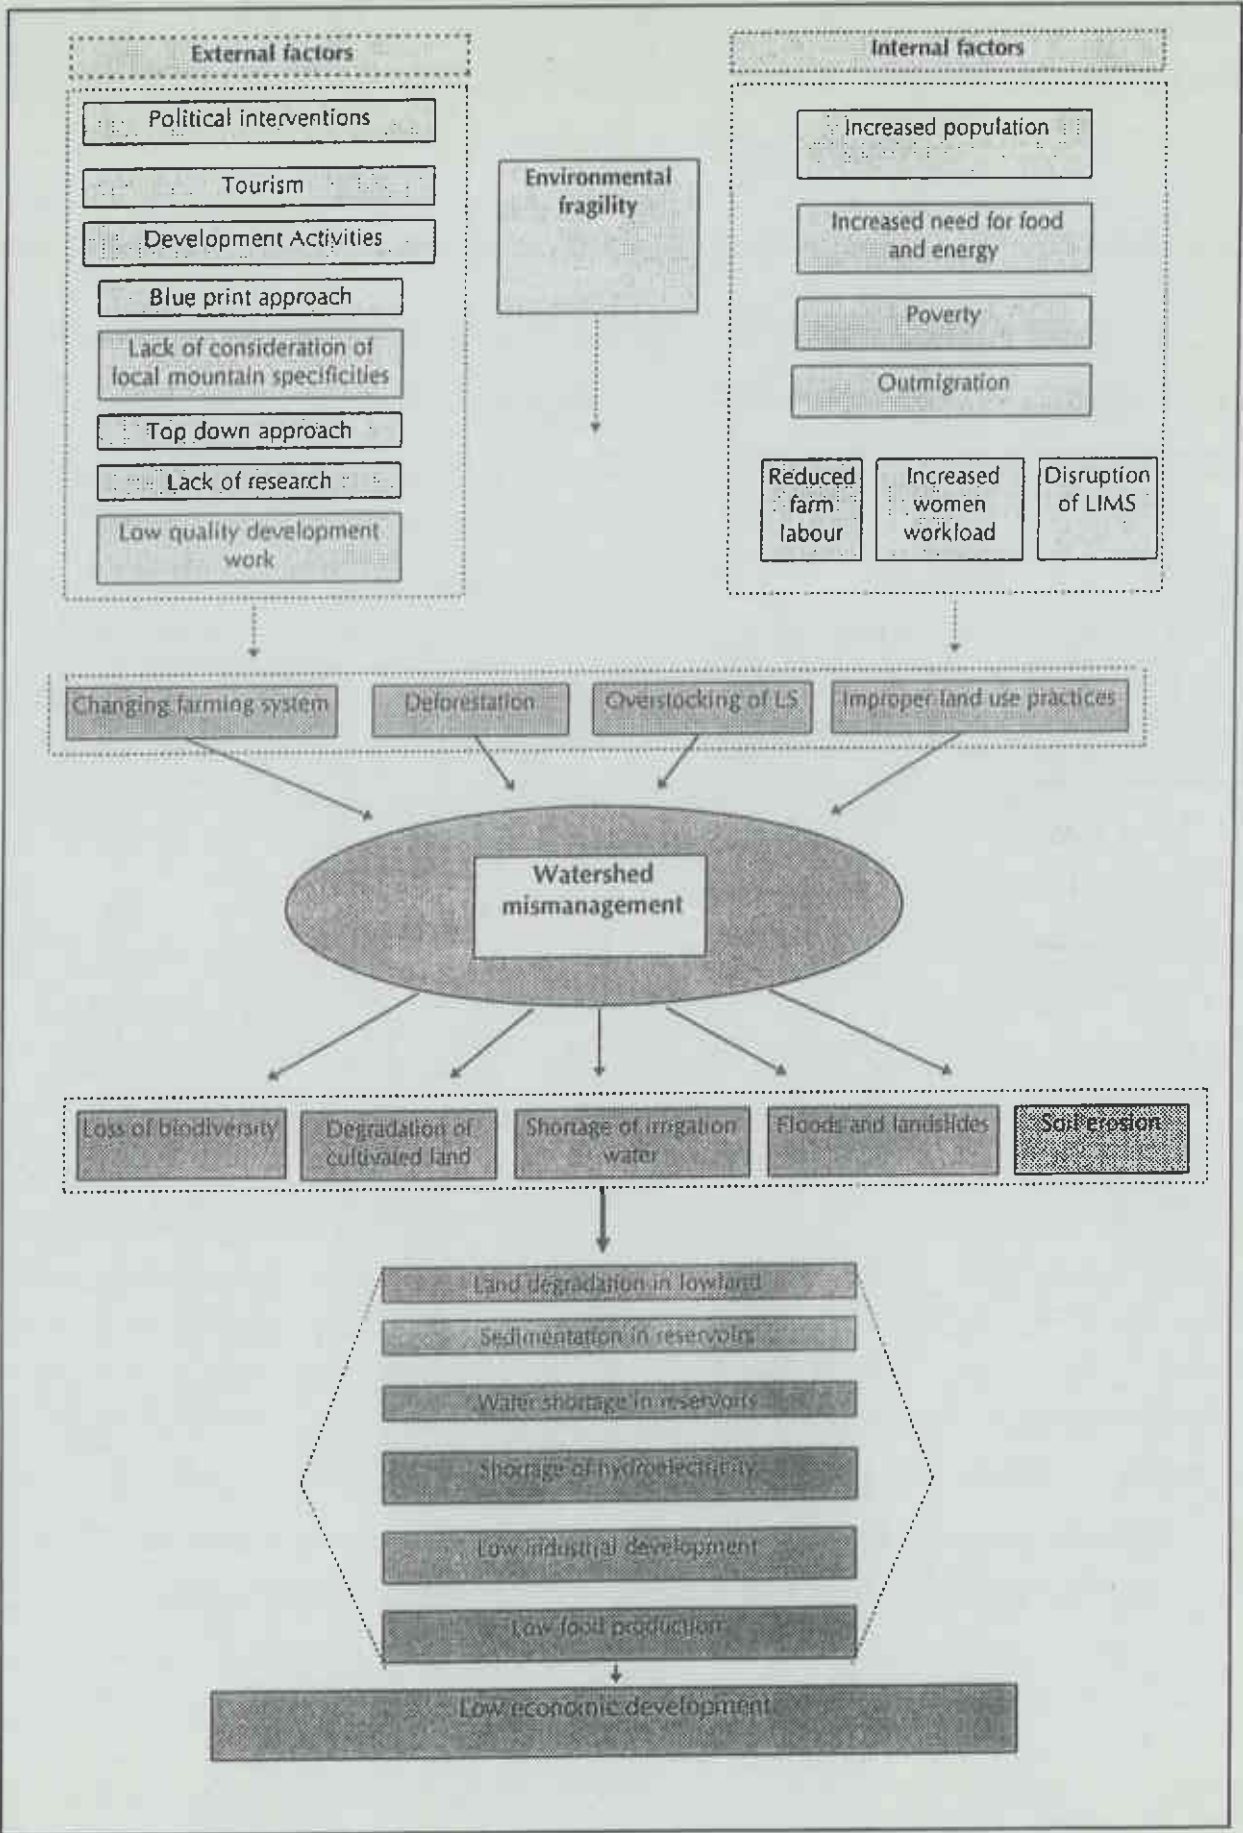 External factors
Political interventions
Tourism
Development Activities
Blue print approach
Lack of consideration of
local mountain specificities
Top down approach
Lack of research
Low quality development
work
Environmental
fragility
Internal factors
Increased population
Increased need for food
and energy
Poverty
Outmigration
Reduced
farm
labour
Increased
women
workload
Disruption
of LIMS
Changing farming system
Deforestation
Overstocking of LS
Improper land use practices
Watershed
mismanagement
Loss of biodiversity
Degradation of
cultivated land
Shortage of irrigation
water
Floods and landslides
Soil erosion
Land degradation in lowland
Sedimentation in reservoirs
Water shortage in reservoirs
Shortage of hydroelectricity
Low industrial development
Low food production
Low economic development